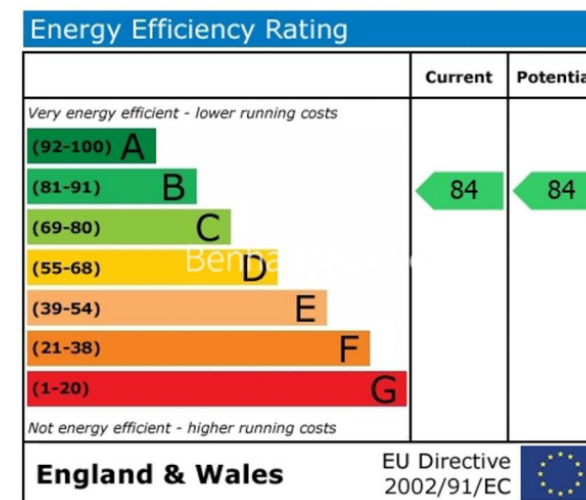 Energy Efficiency Rating
Current Potentia
Very energy efficient - lower running costs
(92-100) A
(81-91) B 84 84
(69-80) C
(55-68) D
(39-54) E
(21-38) F
(1-20) G
Not energy efficient - higher running costs
England & Wales
EU Directive
2002/91/EC